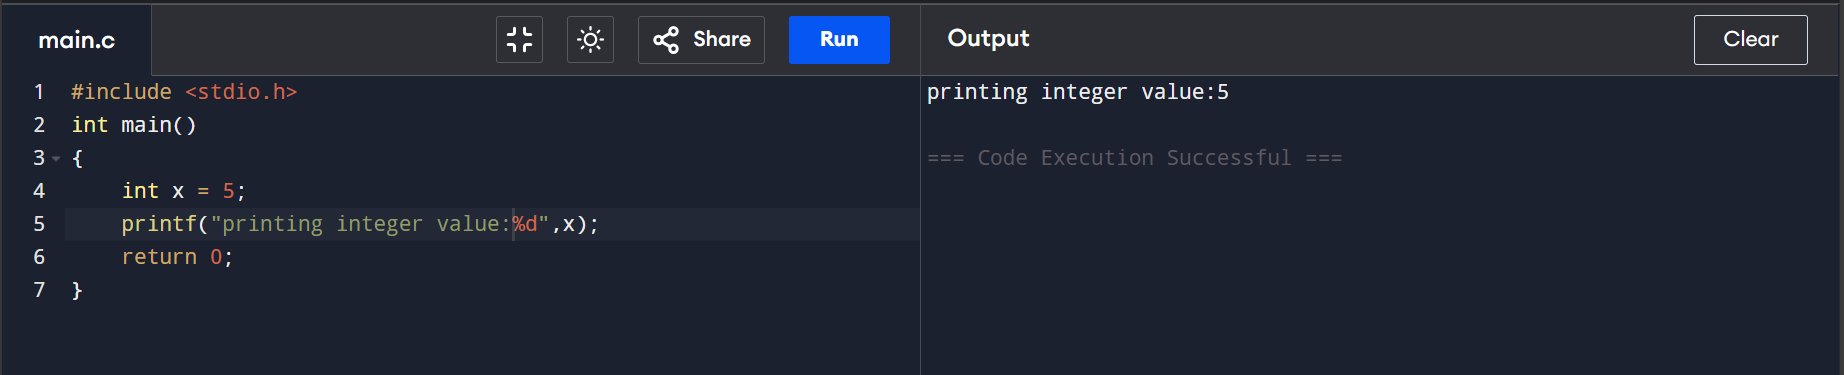 main.c
Share
Run
Output
Clear
1 #include <stdio.h>
2 int main()
3 {
4     int x = 5;
5     printf("printing integer value:%d",x);
6     return 0;
7 }
printing integer value:5
=== Code Execution Successful ===